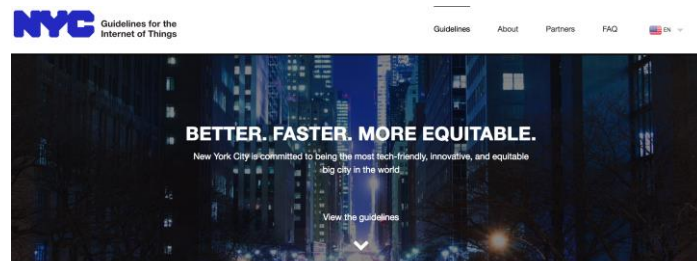 NYC
Guidelines for the
Internet of Things
Guidelines
About
Partners
FAQ
EN
BETTER. FASTER. MORE EQUITABLE.
New York City is committed to being the most tech-friendly, innovative, and equitable
big city in the world
View the guidelines